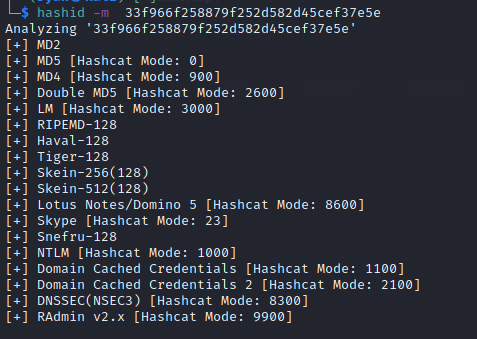 $ hashid -m 33f966f258879f252d582d45cef37e5e
Analyzing '33f966f258879f252d582d45cef37e5e'
[+] MD2
[+] MD5 [Hashcat Mode: 0]
[+] MD4 [Hashcat Mode: 900]
[+] Double MD5 [Hashcat Mode: 2600]
[+] LM [Hashcat Mode: 3000]
[+] RIPEMD-128
[+] Haval-128
[+] Tiger-128
[+] Skein-256(128)
[+] Skein-512(128)
[+] Lotus Notes/Domino 5 [Hashcat Mode: 8600]
[+] Skype [Hashcat Mode: 23]
[+] Snefru-128
[+] NTLM [Hashcat Mode: 1000]
[+] Domain Cached Credentials [Hashcat Mode: 1100]
[+] Domain Cached Credentials 2 [Hashcat Mode: 2100]
[+] DNSSEC(NSEC3) [Hashcat Mode: 8300]
[+] RAdmin v2.x [Hashcat Mode: 9900]